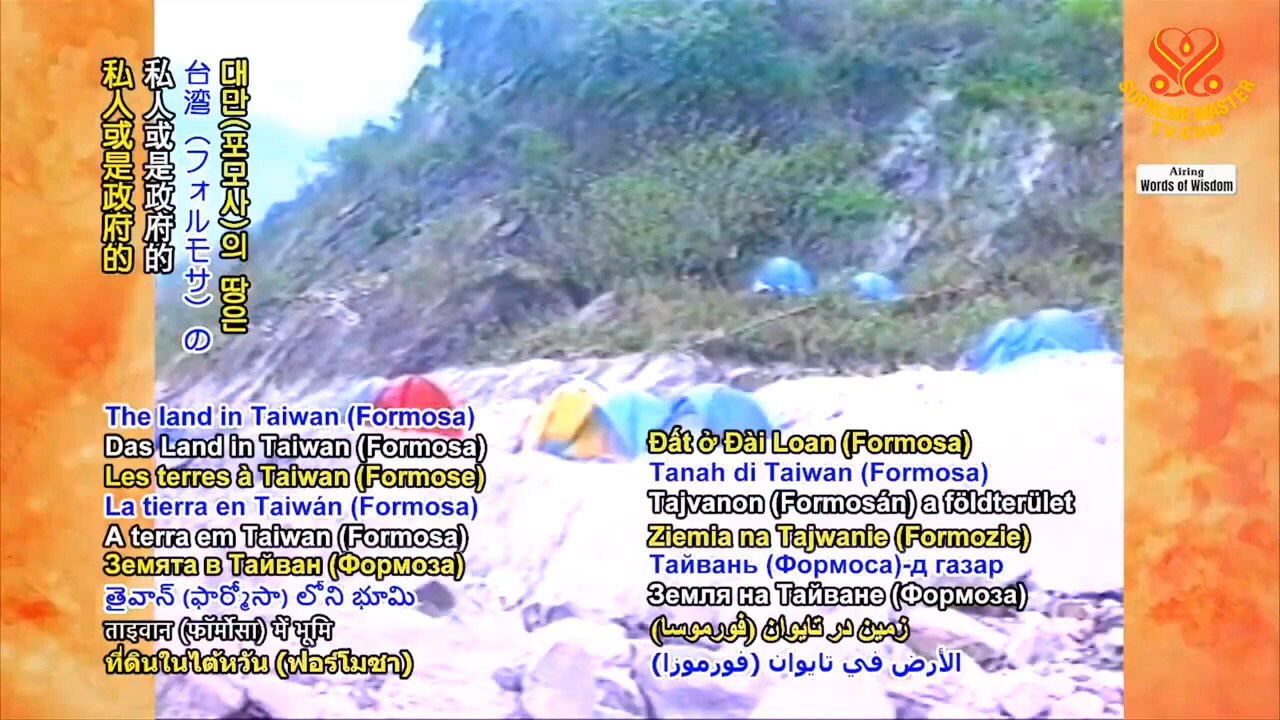 私人或是政府的
私人或是政府的
台湾（フォルモサ）の
대만(포모사)의 땅은
The land in Taiwan (Formosa)
Das Land in Taiwan (Formosa)
Les terres à Taiwan (Formose)
La tierra en Taiwán (Formosa)
A terra em Taiwan (Formosa)
Земята в Тайван (Формоза)
తైవాన్ (ఫార్మోసా) లోని భూమి
ताइवान (फॉर्मोसा) में भूमि
ที่ดินในไต้หวัน (ฟอร์โมซา)
Đất ở Đài Loan (Formosa)
Tanah di Taiwan (Formosa)
Tajvanon (Formosán) a földterület
Ziemia na Tajwanie (Formozie)
Тайвань (Формоса)-д газар
Земля на Тайване (Формоза)
زمین در تایوان (فورموسا)
الأرض في تايوان (فورموزا)
SUPREME MASTER
TV.COM
Airing
Words of Wisdom